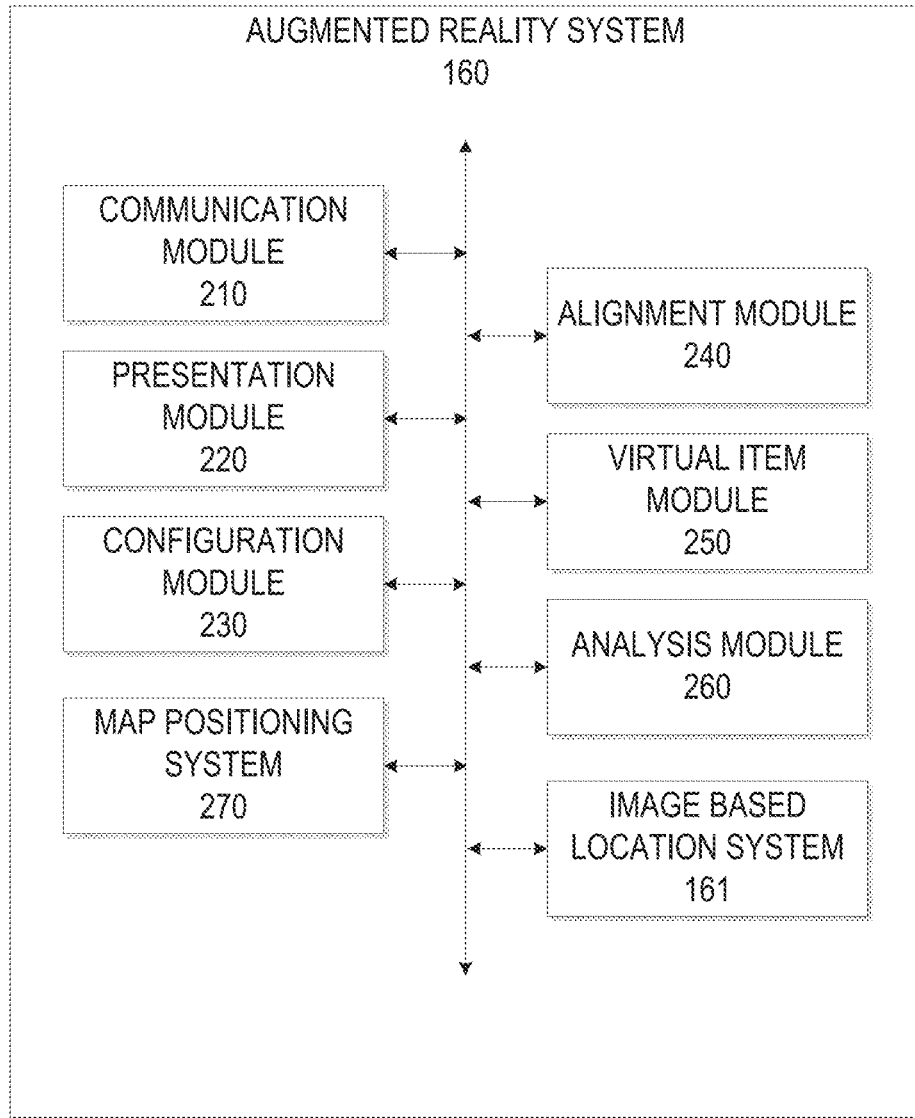 AUGMENTED REALITY SYSTEM
160
COMMUNICATION
MODULE
210
PRESENTATION
MODULE
220
CONFIGURATION
MODULE
230
MAP POSITIONING
SYSTEM
270
ALIGNMENT MODULE
240
VIRTUAL ITEM
MODULE
250
ANALYSIS MODULE
260
IMAGE BASED
LOCATION SYSTEM
161